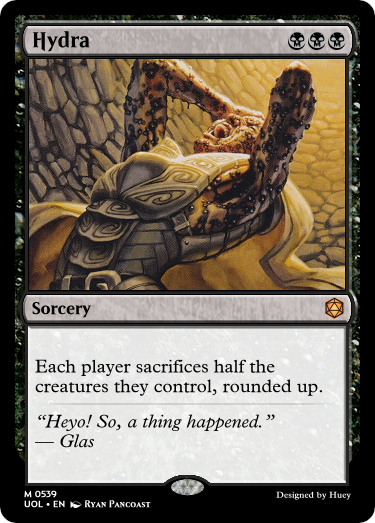 Hydra
Sorcery
Each player sacrifices half the
creatures they control, rounded up.
“Heyo! So, a thing happened.”
— Glas
M 0539
UOL • EN Ryan Pancoast
Designed by Huey